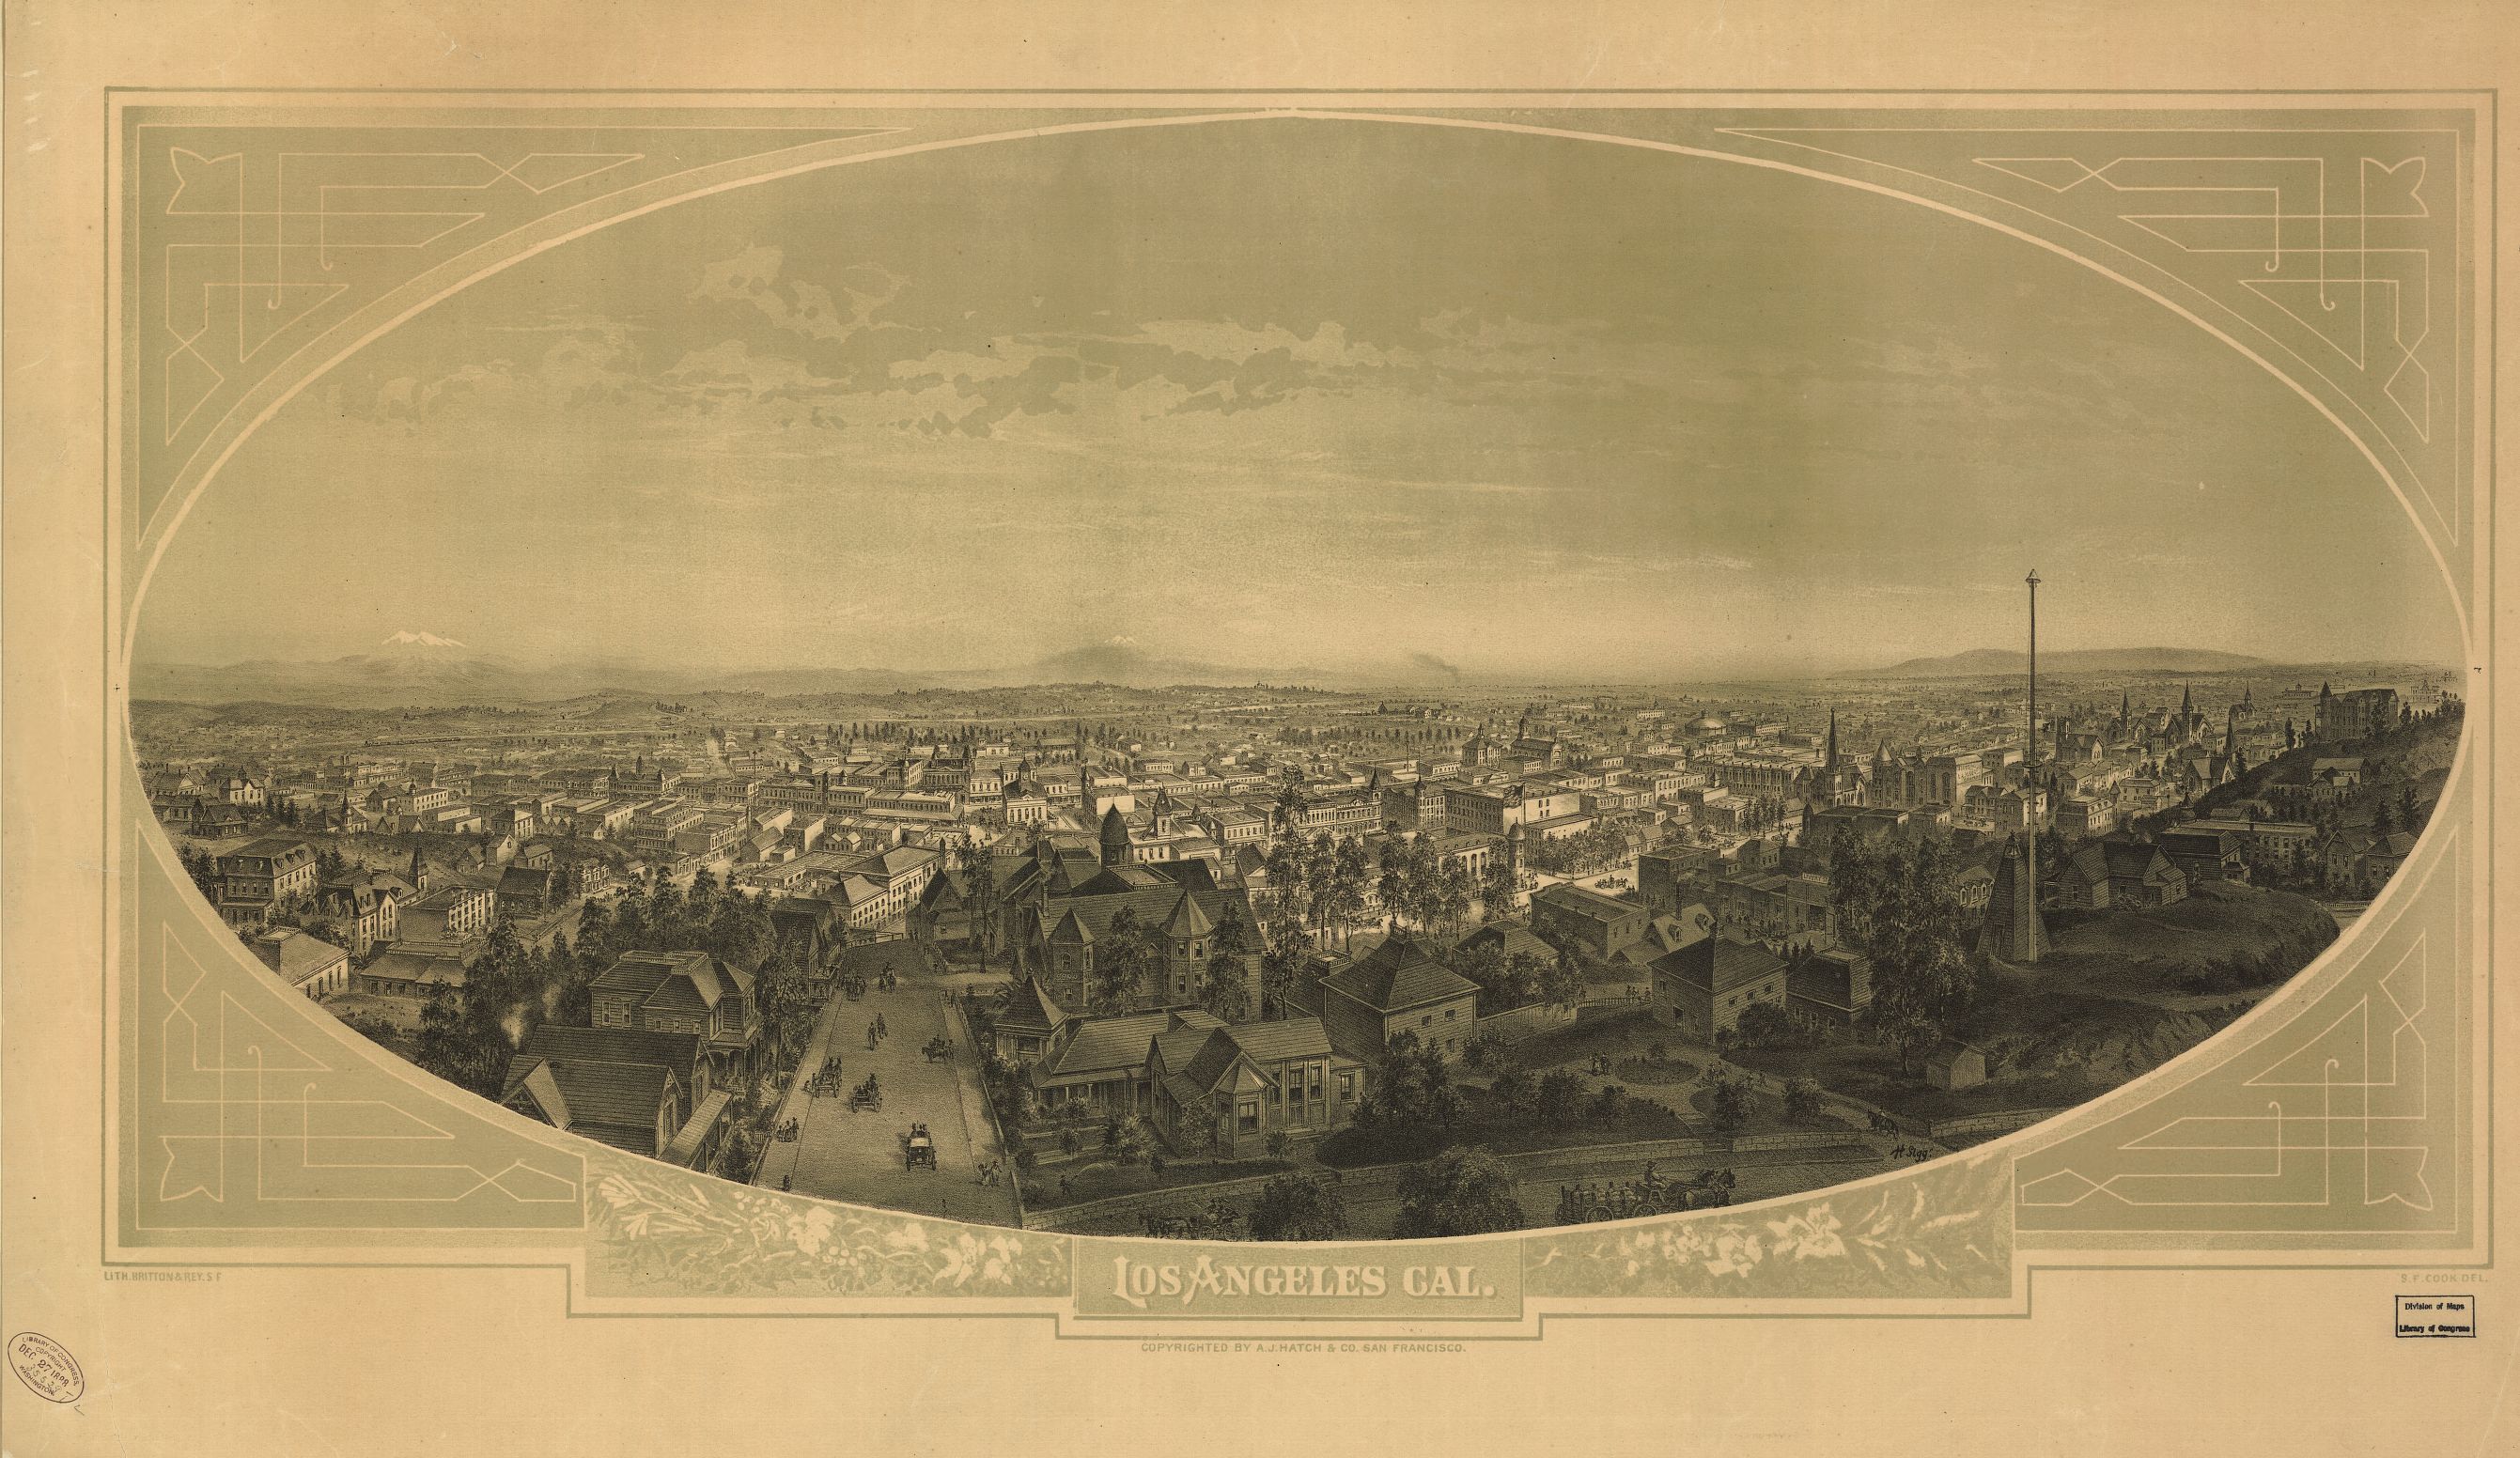 H Sigg.
LOS ANGELES CAL.
LITH. BRITTON & REY. S F
S. F. COOK DEL.
COPYRIGHTED BY A.J. HATCH & CO. SAN FRANCISCO.
LIBRARY OF CONGRESS
COPYRIGHT
DEC. 27 1888
WASHINGTON
Division of Maps
Library of Congress